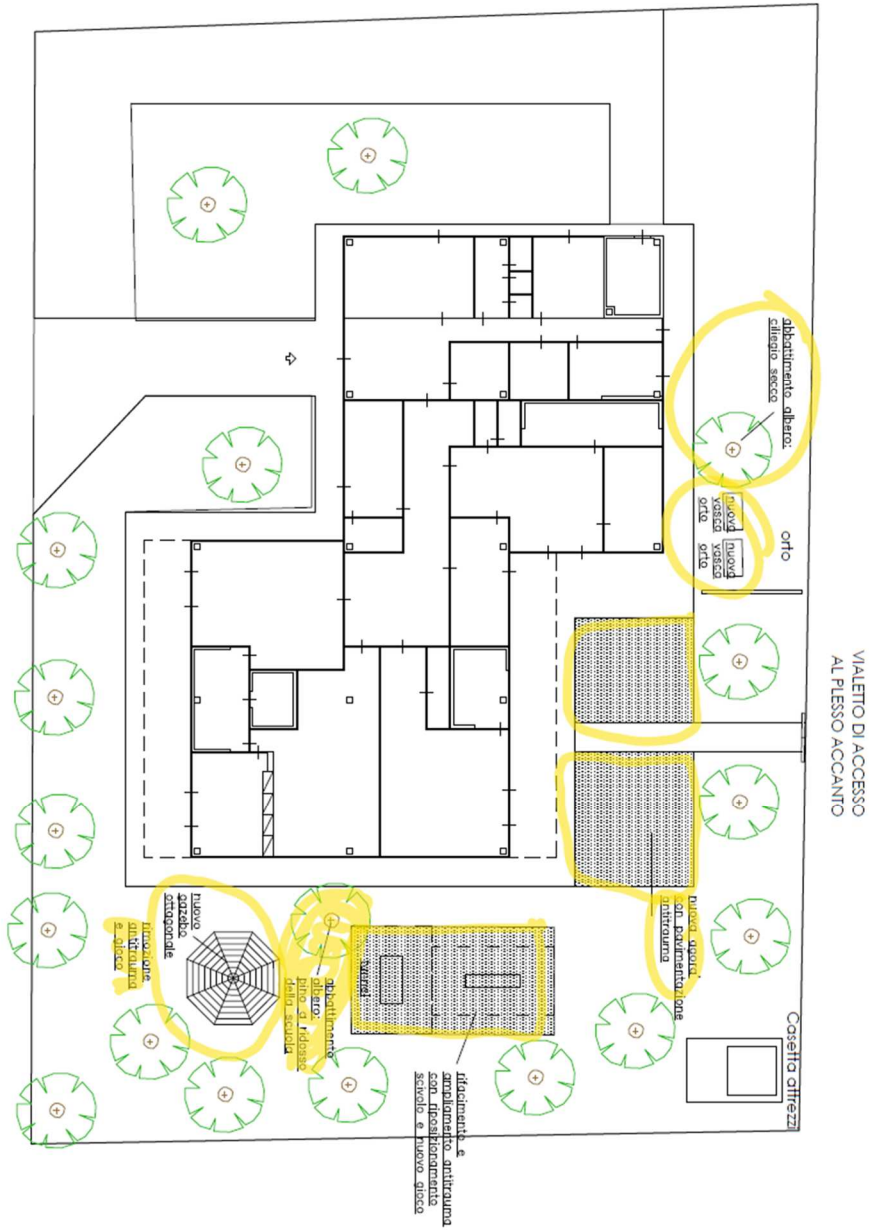 VIALETTO DI ACCESSO
AL PLESSO ACCANTO
abbattimento albero:
ciliegio secco
orto
nuova
vasca
orto
nuova
vasca
orto
nuova agorà
con pavimentazione
antitrauma
Casetta attrezzi
rifacimento e
ampliamento antitrauma
con riposizionamento
scivolo e nuovo gioco
tunnel
abbattimento
albero:
pino a ridosso
della scuola
nuovo
gazebo
ottagonale
rimozione
antitrauma
e gioco